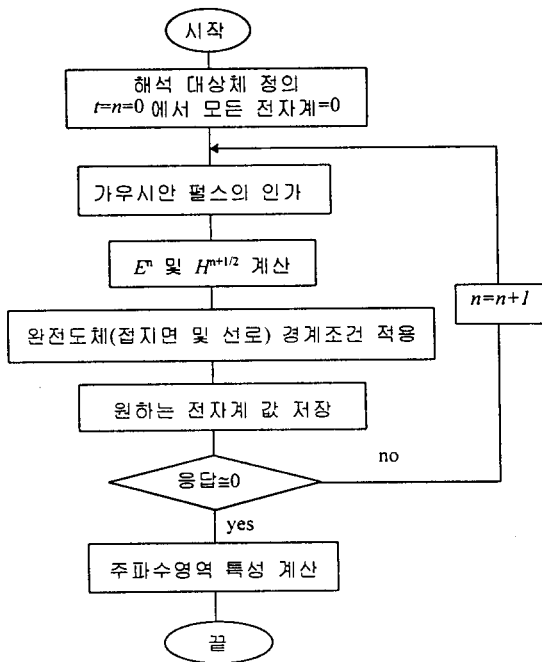 시작
해석 대상체 정의
t=n=0 에서 모든 전자계=0
가우시안 펄스의 인가
Eⁿ 및 Hⁿ⁺¹/² 계산
n=n+1
완전도체(접지면 및 선로) 경계조건 적용
원하는 전자계 값 저장
no
응답≅0
yes
주파수영역 특성 계산
끝